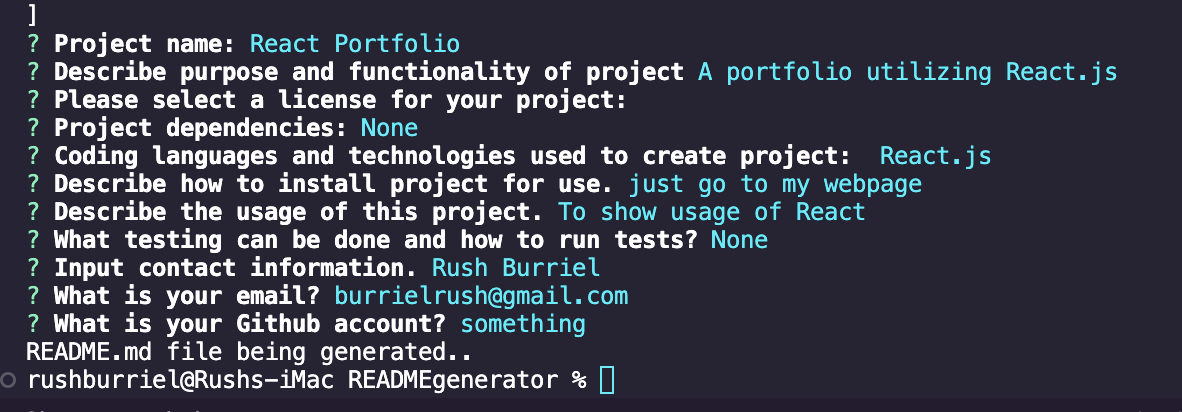 ]
? Project name: React Portfolio
? Describe purpose and functionality of project A portfolio utilizing React.js
? Please select a license for your project:
? Project dependencies: None
? Coding languages and technologies used to create project:  React.js
? Describe how to install project for use. just go to my webpage
? Describe the usage of this project. To show usage of React
? What testing can be done and how to run tests? None
? Input contact information. Rush Burriel
? What is your email? burrielrush@gmail.com
? What is your Github account? something
README.md file being generated..
rushburriel@Rushs-iMac READMEgenerator %